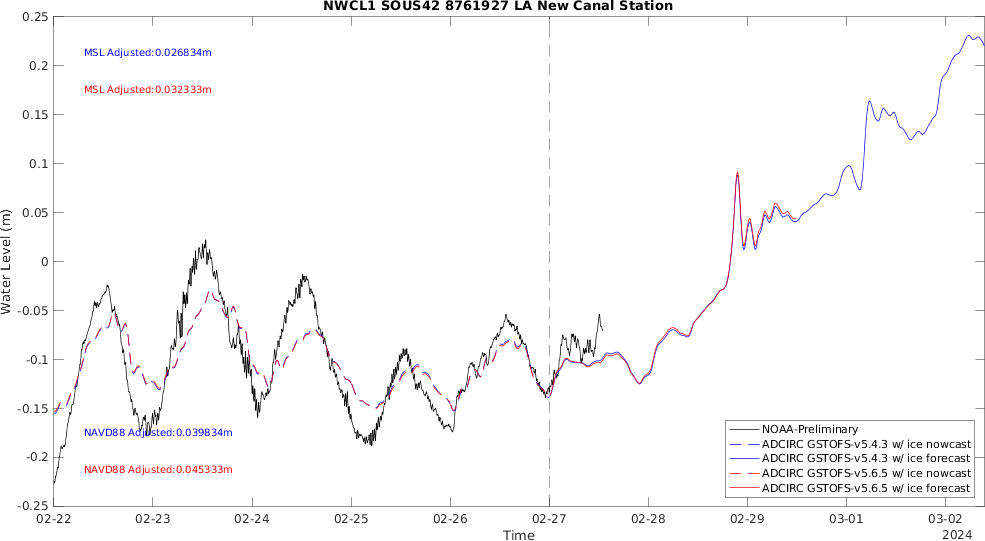 NWCL1 SOUS42 8761927 LA New Canal Station
MSL Adjusted:0.026834m
MSL Adjusted:0.032333m
NAVD88 Adjusted:0.039834m
NAVD88 Adjusted:0.045333m
Water Level (m)
0.25
0.2
0.15
0.1
0.05
0
-0.05
-0.1
-0.15
-0.2
-0.25
NOAA-Preliminary
ADCIRC GSTOFS-v5.4.3 w/ ice nowcast
ADCIRC GSTOFS-v5.4.3 w/ ice forecast
ADCIRC GSTOFS-v5.6.5 w/ ice nowcast
ADCIRC GSTOFS-v5.6.5 w/ ice forecast
02-22 02-23 02-24 02-25 02-26 02-27 02-28 02-29 03-01 03-02
2024
Time